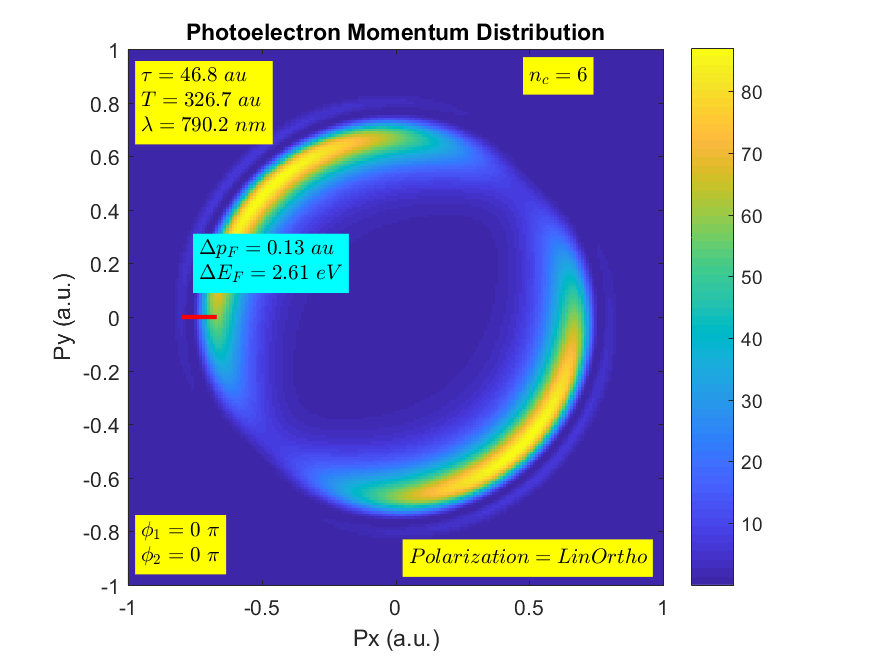 Photoelectron Momentum Distribution
τ = 46.8 au
T = 326.7 au
λ = 790.2 nm
n_c = 6
Δp_F = 0.13 au
ΔE_F = 2.61 eV
ϕ_1 = 0 π
ϕ_2 = 0 π
Polarization = LinOrtho
1
0.8
0.6
0.4
0.2
0
-0.2
-0.4
-0.6
-0.8
-1
Py (a.u.)
-1
-0.5
0
0.5
1
Px (a.u.)
80
70
60
50
40
30
20
10